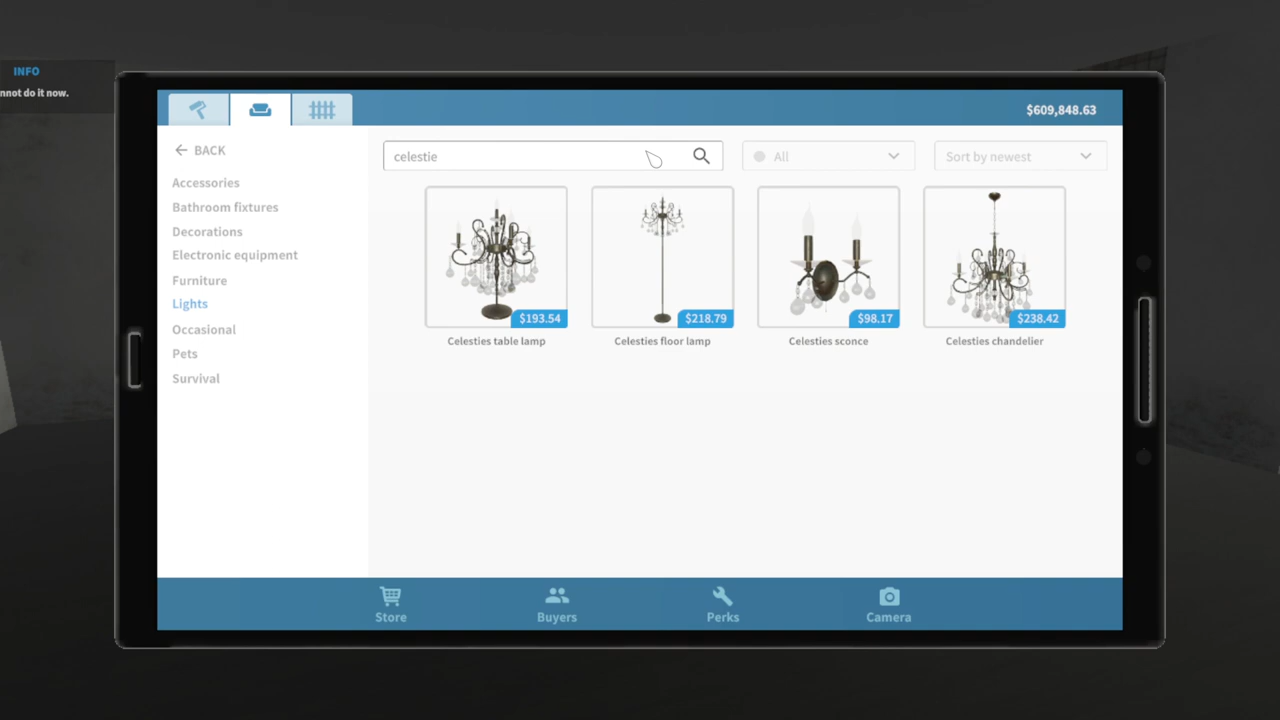 INFO
nnot do it now.
$609,848.63
BACK
celestie
All
Sort by newest
Accessories
Bathroom fixtures
Decorations
Electronic equipment
Furniture
Lights
Occasional
Pets
Survival
$193.54
$218.79
$98.17
$238.42
Celesties table lamp
Celesties floor lamp
Celesties sconce
Celesties chandelier
Store
Buyers
Perks
Camera